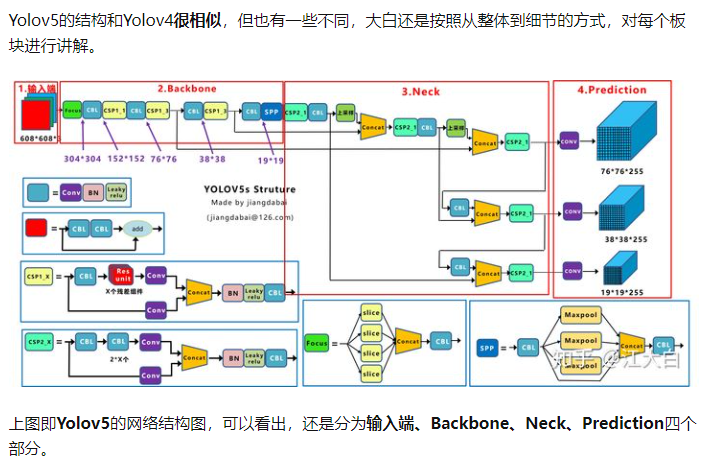 Yolov5的结构和Yolov4很相似，但也有一些不同，大白还是按照从整体到细节的方式，对每个板
块进行讲解。
1.输入端
2.Backbone
3.Neck
4.Prediction
608*608*3
Focus CBL CSP1_1 CBL CSP1_3 CBL CSP1_3 CBL SPP CSP2_1 CBL 上采样 Concat CSP2_1 CBL 上采样 Concat CSP2_1 CONV
304*304 152*152 76*76 38*38 19*19
76*76*255
CBL Concat CSP2_1 CONV
38*38*255
CBL Concat CSP2_1 CONV
19*19*255
= Conv BN Leaky relu
YOLOV5s Struture
Made by jiangdabai
(jiangdabai@126.com)
= CBL CBL add
CSP1_X = CBL Res unit Conv Concat BN Leaky relu CBL
X个残差组件
Conv
CSP2_X = CBL CBL Conv Concat BN Leaky relu CBL
2*X个
Conv
Focus = slice slice slice slice Concat CBL
SPP = CBL Maxpool Maxpool Maxpool Concat CBL
知乎 @江大白
上图即Yolov5的网络结构图，可以看出，还是分为输入端、Backbone、Neck、Prediction四个
部分。